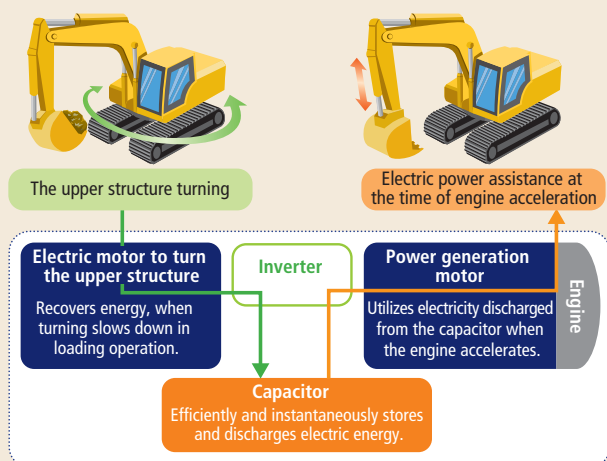 The upper structure turning
Electric power assistance at
the time of engine acceleration
Electric motor to turn
the upper structure
Recovers energy, when
turning slows down in
loading operation.
Inverter
Power generation
motor
Utilizes electricity discharged
from the capacitor when
the engine accelerates.
Engine
Capacitor
Efficiently and instantaneously stores
and discharges electric energy.